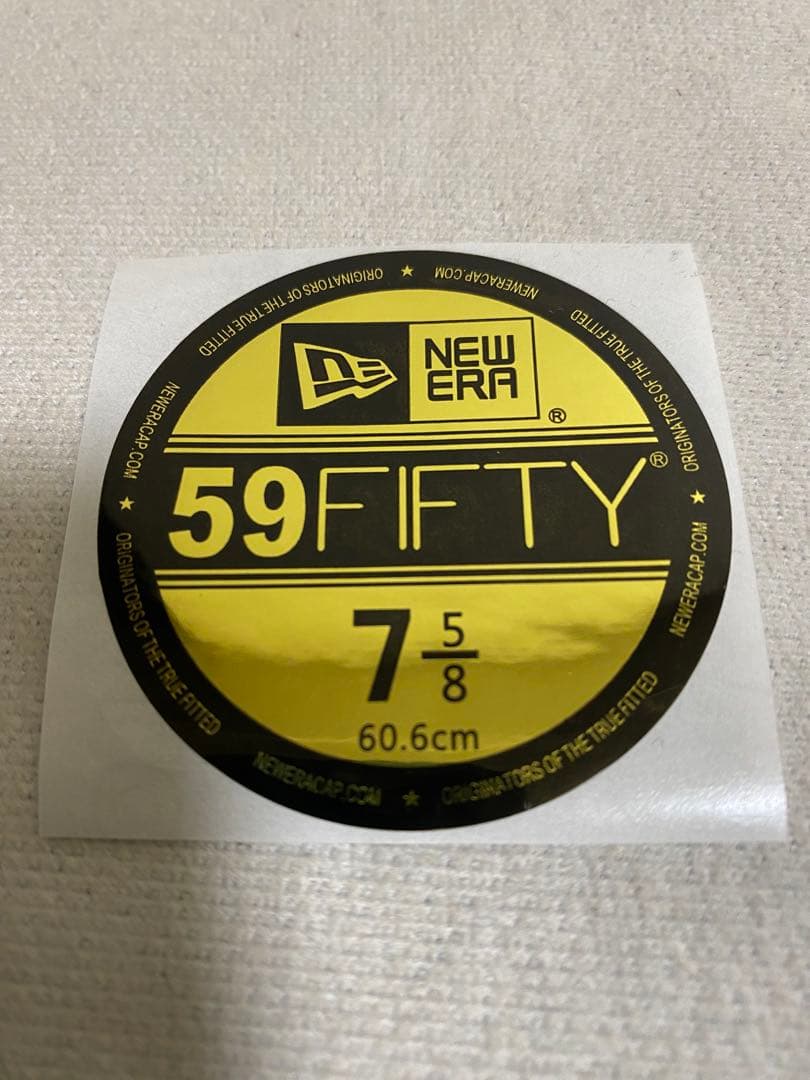 NEW
ERA
®
59FIFTY®
7 5/8
60.6cm
ORIGINATORS OF THE TRUE FITTED ★ NEWERACAP.COM
ORIGINATORS OF THE TRUE FITTED ★ NEWERACAP.COM
ORIGINATORS OF THE TRUE FITTED ★ NEWERACAP.COM
ORIGINATORS OF THE TRUE FITTED ★ NEWERACAP.COM